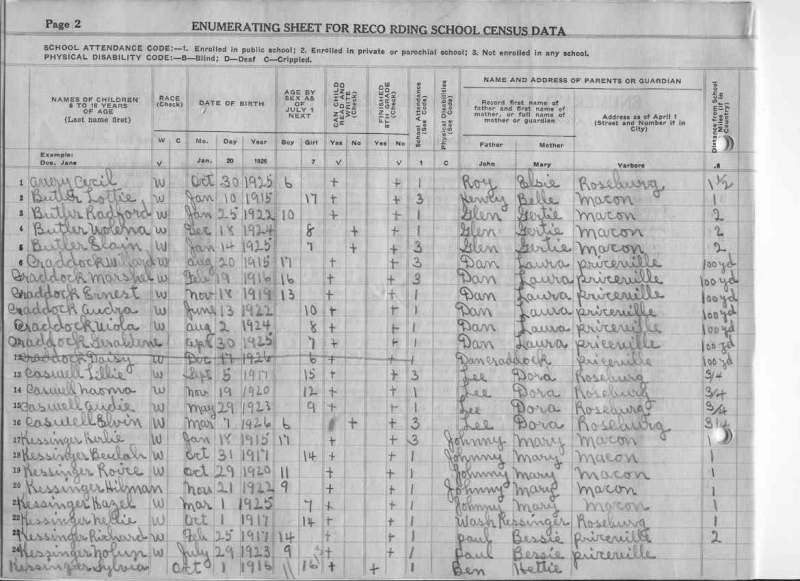 Page 2
ENUMERATING SHEET FOR RECO RDING SCHOOL CENSUS DATA
SCHOOL ATTENDANCE CODE:—1. Enrolled in public school; 2. Enrolled in private or parochial school; 3. Not enrolled in any school.
PHYSICAL DISABILITY CODE:—B—Blind; D—Deaf C—Crippled.
NAMES OF CHILDREN 6 TO 18 YEARS OF AGE (Last name first) RACE (Check) DATE OF BIRTH AGE BY SEX AS OF JULY 1 NEXT CAN CHILD READ AND WRITE (Check) FINISHED 8TH GRADE (Check) School Attendance (See Code) Physical Disabilities (See Code) NAME AND ADDRESS OF PARENTS OR GUARDIAN Distance from School Miles (if in Country)
Record first name of father and first name of mother, or full name of mother or guardian Address as of April 1 (Street and Number if in City)
W C Mo. Day Year Boy Girl Yes No Yes No Father Mother
Example: Doe, Jane V Jan. 20 1926 7 V V 1 C John Mary Yarbora .8
1 Avery Cecil W Oct 30 1925 6 + + 1 Roy Elsie Roseburg 1 1/2
2 Butler Lottie W Jan 10 1915 17 + + 3 Henry Belle Macon 1
3 Butler Radford W Jan 25 1922 10 + + 1 Glen Gertie Macon 2
4 Butler W Dec 18 1924 8 + + 1 Glen Gertie Macon 2
5 Butler Elain W Jan 14 1925 7 + + 3 Glen Gertie Macon 2
6 Craddock Willard W Aug 20 1915 17 + + 3 Dan Laura priceville 100 yd
Craddock Marshel W Feb 19 1916 16 + + 3 Dan Laura priceville 100 yd
Craddock Ernest W Nov 18 1919 13 + + 1 Dan Laura priceville 100 yd
Craddock Audra W June 13 1922 10 + + 1 Dan Laura priceville 100 yd
Craddock Viola W Aug 2 1924 8 + + 1 Dan Laura priceville 100 yd
Craddock Geraldine W Apr 30 1925 7 + + 1 Dan Laura priceville 100 yd
12 Craddock Daisy W Dec 17 1926 6 + + 1 Dan craddock priceville 100 yd
13 Caswell Lillie W Sept 5 1917 15 + + 3 Lee Dora Roseburg 3/4
14 Caswell naoma W Nov 19 1920 12 + + 1 Lee Dora Roseburg 3/4
15 Caswell Audie W May 29 1923 9 + + 1 Lee Dora Roseburg 3/4
16 Caswell Elvin W Mar 7 1926 6 + + 3 Lee Dora Roseburg 3/4
17 Kessinger Kerlie W Jan 18 1915 17 + + 3 Johnny Mary Macon 1
18 Kessinger Beulah W Oct 31 1917 14 + + 1 Johnny Mary Macon 1
19 Kessinger W Oct 29 1920 11 + + 1 Johnny Mary Macon 1
20 Kessinger Hilman W Nov 21 1922 9 + + 1 Johnny Mary Macon 1
21 Kessinger Hazel W Mar 1 1925 7 + + 1 Johnny Mary Macon 1
22 Kessinger Nellie W Oct 1 1917 14 + + 1 Wash Kessinger Roseburg 1
23 Kessinger Richard W Feb 25 1917 14 + + 1 Paul Bessie priceville 2
24 Kessinger W July 29 1923 9 + + 1 Paul Bessie priceville
Kessinger Sylvia Oct 1 1916 16 + + 1 Ben Hettie